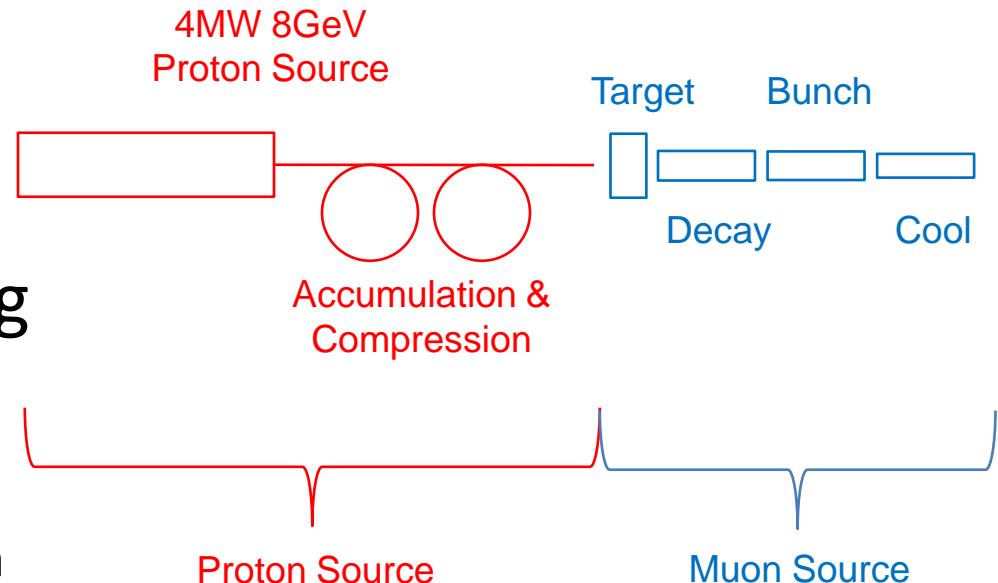 4MW 8GeV
Proton Source
Target Bunch
Decay Cool
Accumulation &
Compression
g
Proton Source Muon Source